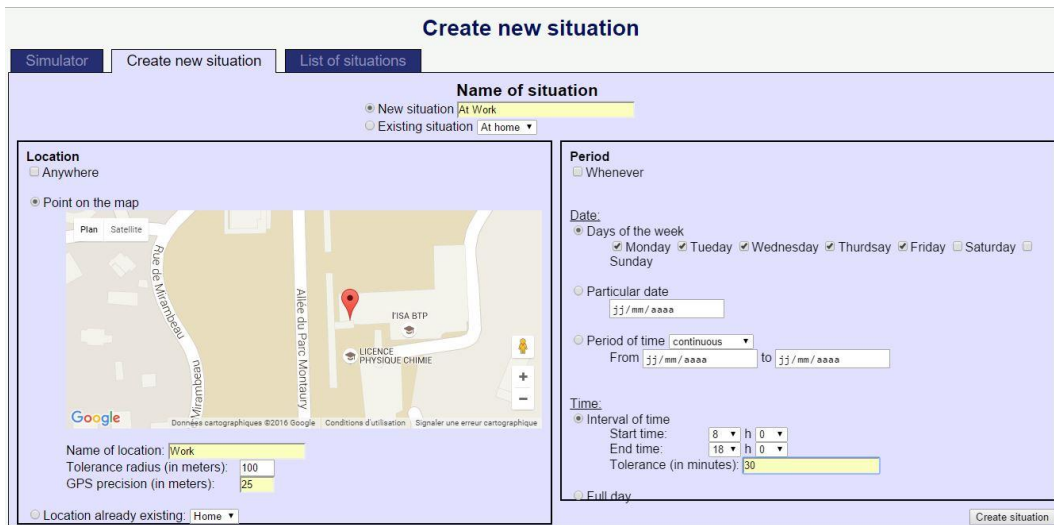 Create new situation
Simulator
Create new situation
List of situations
Name of situation
New situation At Work
Existing situation At home
Location
Anywhere
Point on the map
Plan Satellite
Rue de Mirambeau
Mirambeau
Allée du Parc Montaury
l'ISA BTP
LICENCE
PHYSIQUE CHIMIE
+
−
Google
Données cartographiques ©2016 Google Conditions d'utilisation Signaler une erreur cartographique
Name of location: Work
Tolerance radius (in meters): 100
GPS precision (in meters): 25
Location already existing: Home
Period
Whenever
Date:
Days of the week
Monday Tueday Wednesday Thurdsay Friday Saturday
Sunday
Particular date
jj/mm/aaaa
Period of time continuous
From jj/mm/aaaa to jj/mm/aaaa
Time:
Interval of time
Start time: 8 h 0
End time: 18 h 0
Tolerance (in minutes): 30
Full day
Create situation